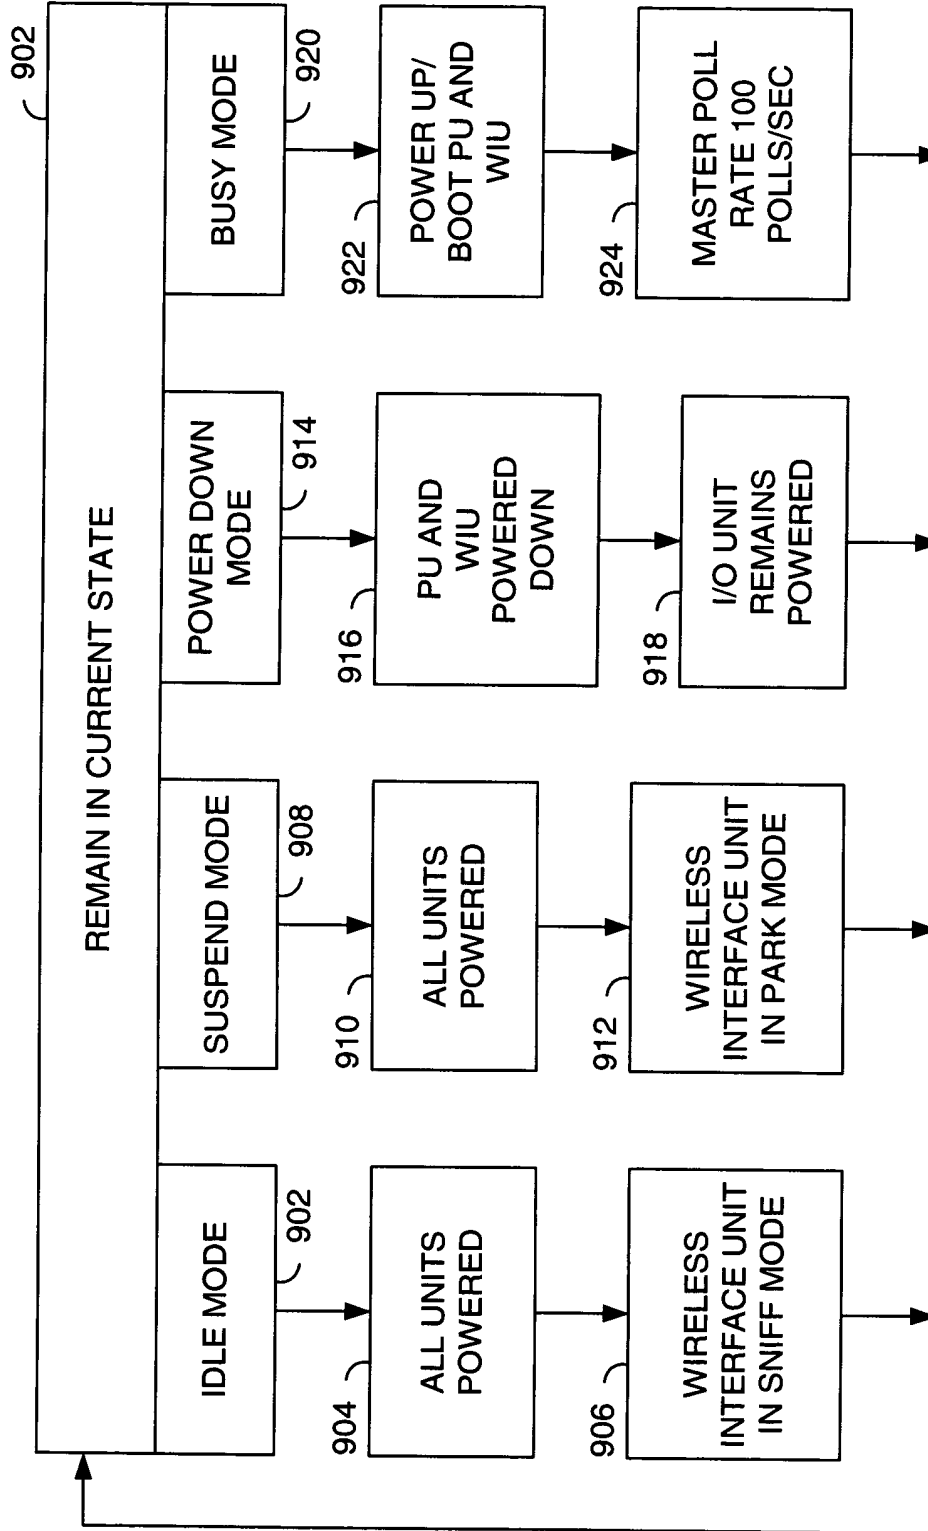 902
REMAIN IN CURRENT STATE
IDLE MODE
902
SUSPEND MODE
908
POWER DOWN
MODE
914
BUSY MODE
920
904
ALL UNITS
POWERED
910
ALL UNITS
POWERED
916
PU AND
WIU
POWERED
DOWN
922
POWER UP/
BOOT PU AND
WIU
906
WIRELESS
INTERFACE UNIT
IN SNIFF MODE
912
WIRELESS
INTERFACE UNIT
IN PARK MODE
918
I/O UNIT
REMAINS
POWERED
924
MASTER POLL
RATE 100
POLLS/SEC